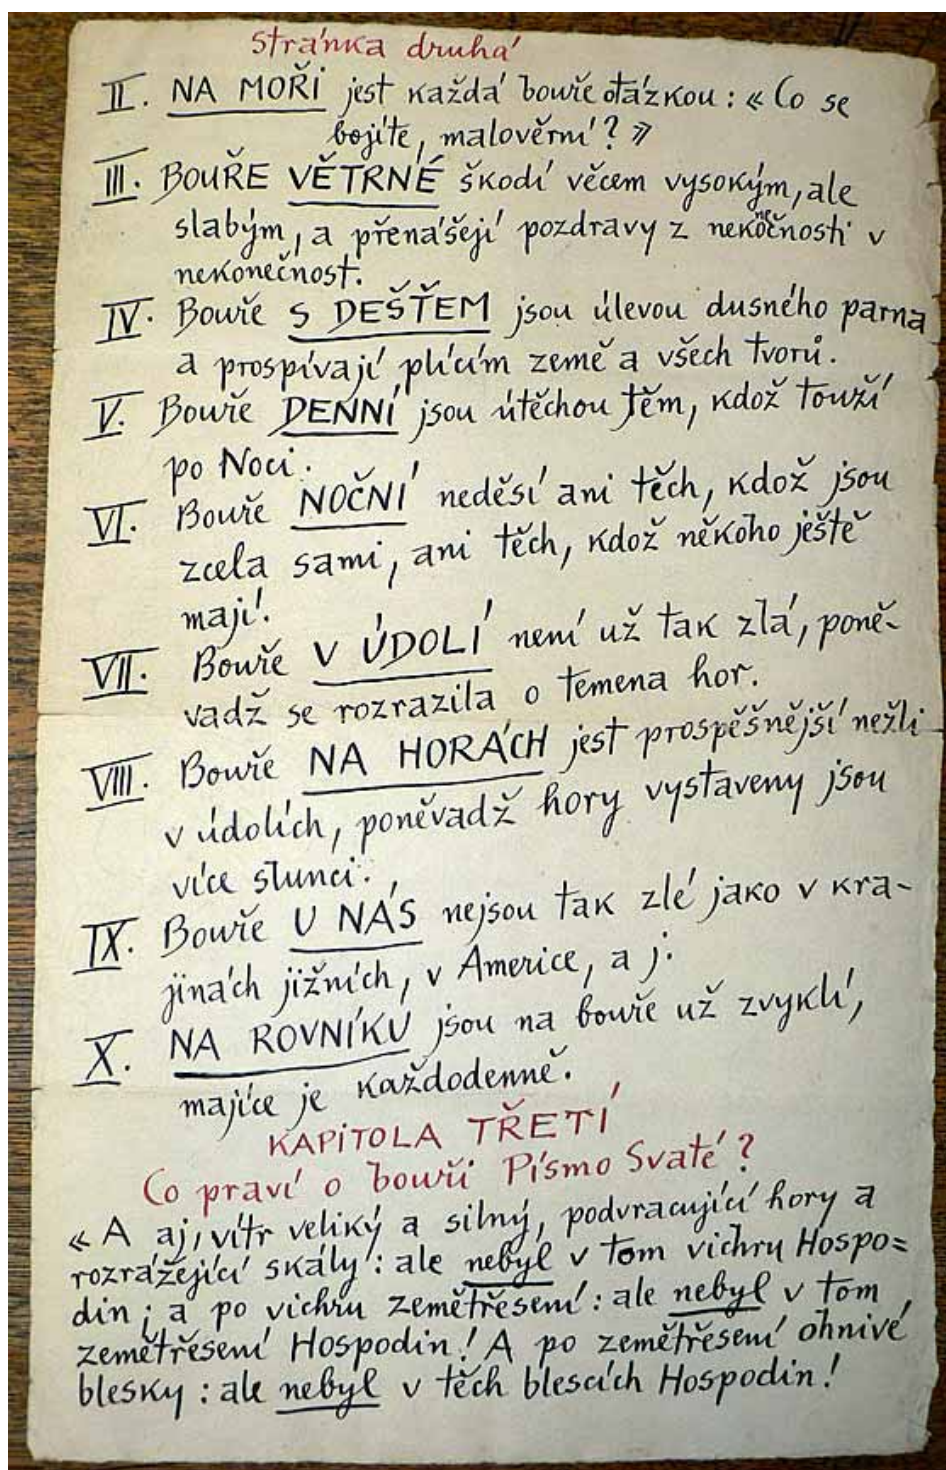 Stránka druhá
II. NA MOŘI jest každá bouře otázkou : « Co se
bojíte, malověrní ? »
III. BOUŘE VĚTRNÉ škodí věcem vysokým, ale
slabým, a přenášejí pozdravy z nekonečnosti v
nekonečnost.
IV. Bouře S DEŠTEM jsou úlevou dusného parna
a prospívají plícím země a všech tvorů.
V. Bouře DENNÍ jsou útěchou těm, kdož touží
po Noci.
VI. Bouře NOČNÍ neděsí ani těch, kdož jsou
zcela sami, ani těch, kdož někoho ještě
mají.
VII. Bouře V ÚDOLÍ není už tak zlá, poně-
vadž se rozrazila o temena hor.
VIII. Bouře NA HORÁCH jest prospěšnější nežli
v údolích, poněvadž hory vystaveny jsou
více slunci.
IX. Bouře U NÁS nejsou tak zlé jako v kra-
jinách jižních, v Americe, a j.
X. NA ROVNÍKU jsou na bouře už zvyklí,
majíce je každodenně.
KAPITOLA TŘETÍ
Co praví o bouři Písmo Svaté ?
« A aj, vítr veliký a silný, podvracující hory a
rozrážející skály : ale nebyl v tom vichru Hospo=
din ; a po vichru zemětřesení : ale nebyl v tom
zemětřesení Hospodin ! A po zemětřesení ohnivé
blesky : ale nebyl v těch blescích Hospodin !